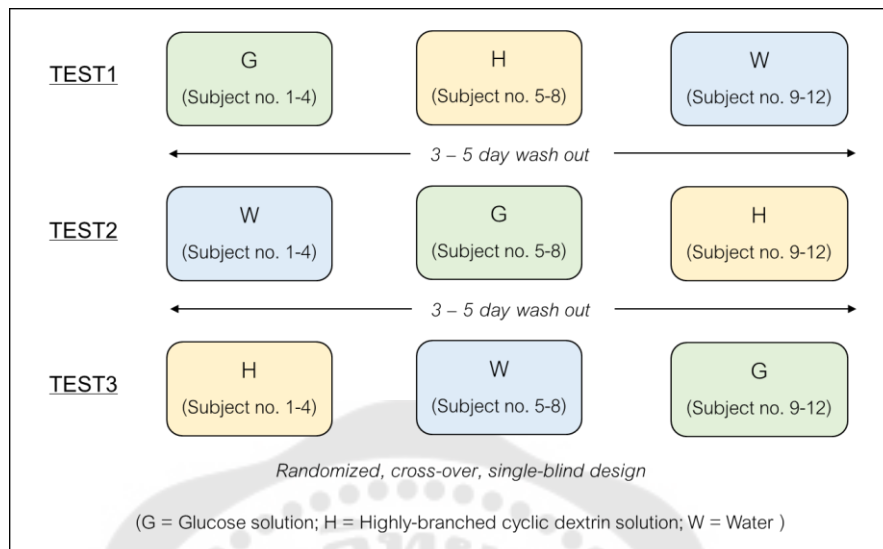 TEST1
G
(Subject no. 1-4)
H
(Subject no. 5-8)
W
(Subject no. 9-12)
3 – 5 day wash out
TEST2
W
(Subject no. 1-4)
G
(Subject no. 5-8)
H
(Subject no. 9-12)
3 – 5 day wash out
TEST3
H
(Subject no. 1-4)
W
(Subject no. 5-8)
G
(Subject no. 9-12)
Randomized, cross-over, single-blind design
(G = Glucose solution; H = Highly-branched cyclic dextrin solution; W = Water )